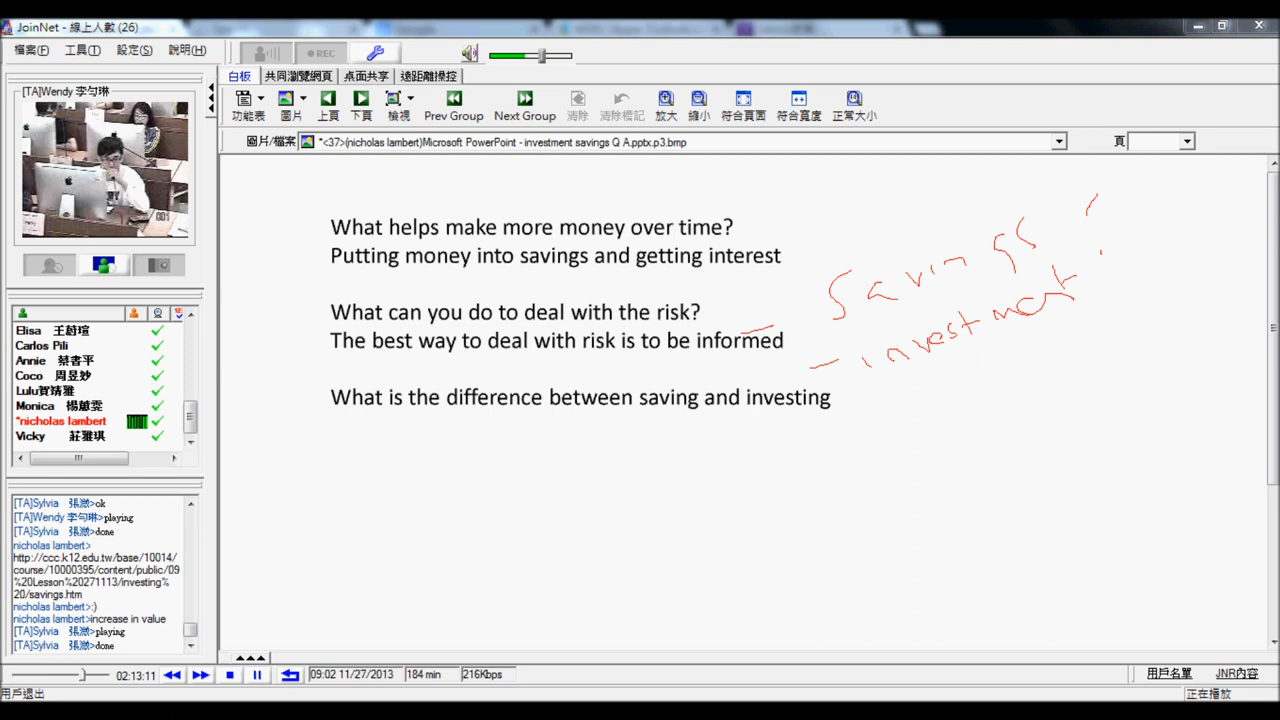 JoinNet - 線上人數 (26)
檔案(F) 工具(T) 設定(S) 說明(H)
REC
[TA]Wendy 李勻琳
白板 共同瀏覽網頁 桌面共享 遠距離操控
功能表 圖片 上頁 下頁 檢視 Prev Group Next Group 清除 清除標記 放大 縮小 符合頁面 符合寬度 正常大小
圖片/檔案 *<37>(nicholas lambert)Microsoft PowerPoint - investment savings Q A.pptx.p3.bmp 頁
What helps make more money over time?
Putting money into savings and getting interest
What can you do to deal with the risk?
The best way to deal with risk is to be informed
What is the difference between saving and investing
Savings
- investment
Elisa 王蒔瑄
Carlos Pili
Annie 蔡書平
Coco 周昱妙
Lulu賀靖雅
Monica 楊蕙雯
*nicholas lambert
Vicky 莊雅琪
[TA]Sylvia 張>ok
[TA]Wendy 李勻琳>playing
[TA]Sylvia 張>done
nicholas lambert>
http://ccc.k12.edu.tw/base/10014/
course/10000395/content/public/09
%20Lesson%20271113/investing%
20/savings.htm
nicholas lambert>:)
nicholas lambert>increase in value
[TA]Sylvia 張>playing
[TA]Sylvia 張>done
02:13:11 09:02 11/27/2013 184 min 216Kbps 用戶名單 JNR內容
用戶退出 正在播放